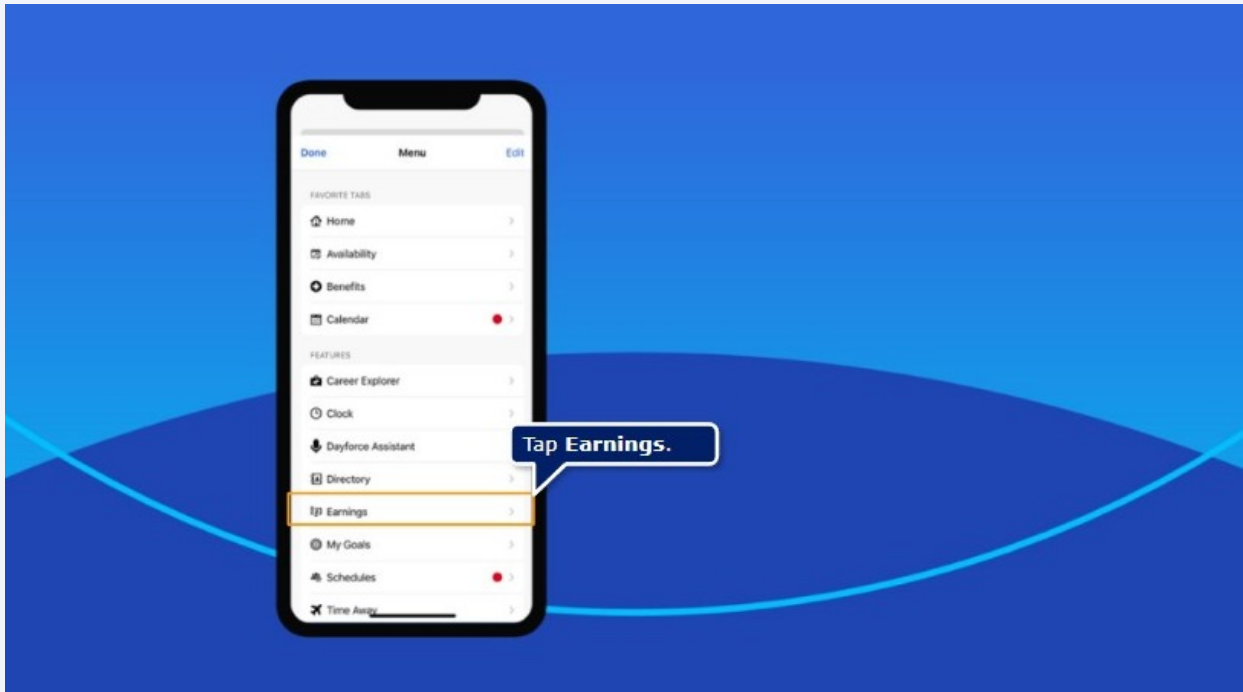 Done Menu Edit
FAVORITE TABS
Home
Availability
Benefits
Calendar
FEATURES
Career Explorer
Clock
Dayforce Assistant
Tap Earnings.
Directory
Earnings
My Goals
Schedules
Time Away